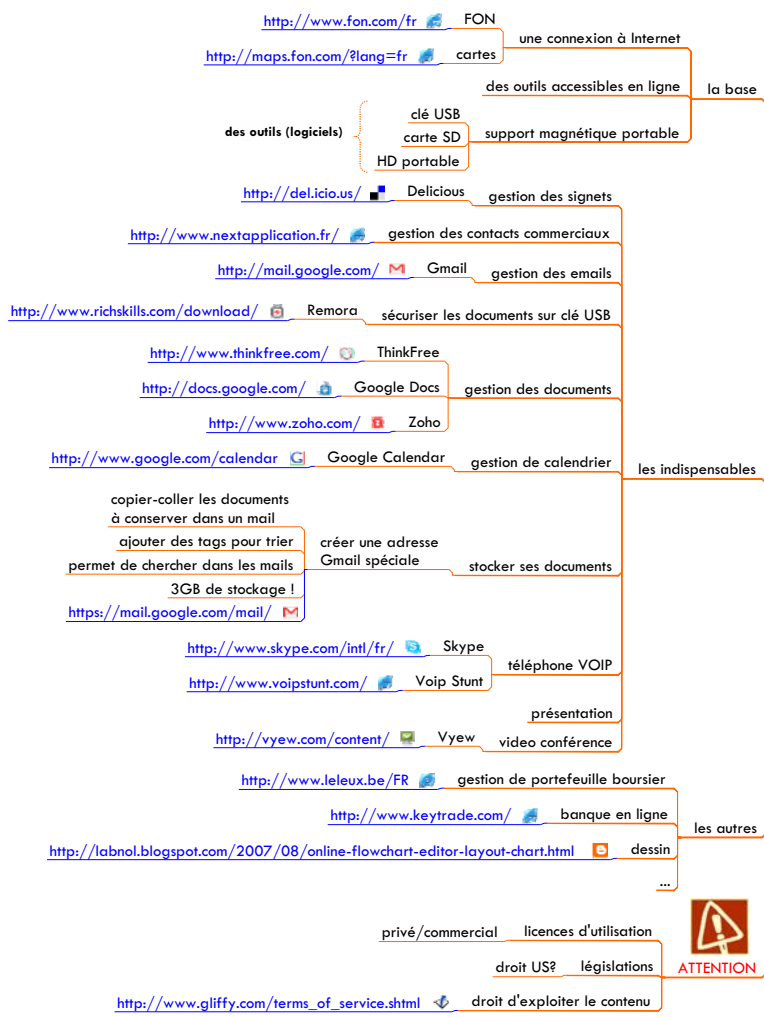 http://www.fon.com/fr FON
une connexion à Internet
http://maps.fon.com/?lang=fr cartes
des outils accessibles en ligne
la base
clé USB
des outils (logiciels)
carte SD
support magnétique portable
HD portable
http://del.icio.us/ Delicious
gestion des signets
http://www.nextapplication.fr/ gestion des contacts commerciaux
http://mail.google.com/ Gmail
gestion des emails
http://www.richskills.com/download/ Remora
sécuriser les documents sur clé USB
http://www.thinkfree.com/ ThinkFree
http://docs.google.com/ Google Docs
gestion des documents
http://www.zoho.com/ Zoho
http://www.google.com/calendar Google Calendar
gestion de calendrier
les indispensables
copier-coller les documents
à conserver dans un mail
ajouter des tags pour trier
créer une adresse
Gmail spéciale
permet de chercher dans les mails
stocker ses documents
3GB de stockage !
https://mail.google.com/mail/
http://www.skype.com/intl/fr/ Skype
téléphone VOIP
http://www.voipstunt.com/ Voip Stunt
présentation
http://vyew.com/content/ Vyew
video conférence
http://www.leleux.be/FR gestion de portefeuille boursier
http://www.keytrade.com/ banque en ligne
les autres
http://labnol.blogspot.com/2007/08/online-flowchart-editor-layout-chart.html dessin
...
privé/commercial licences d'utilisation
droit US? législations
ATTENTION
http://www.gliffy.com/terms_of_service.shtml droit d'exploiter le contenu